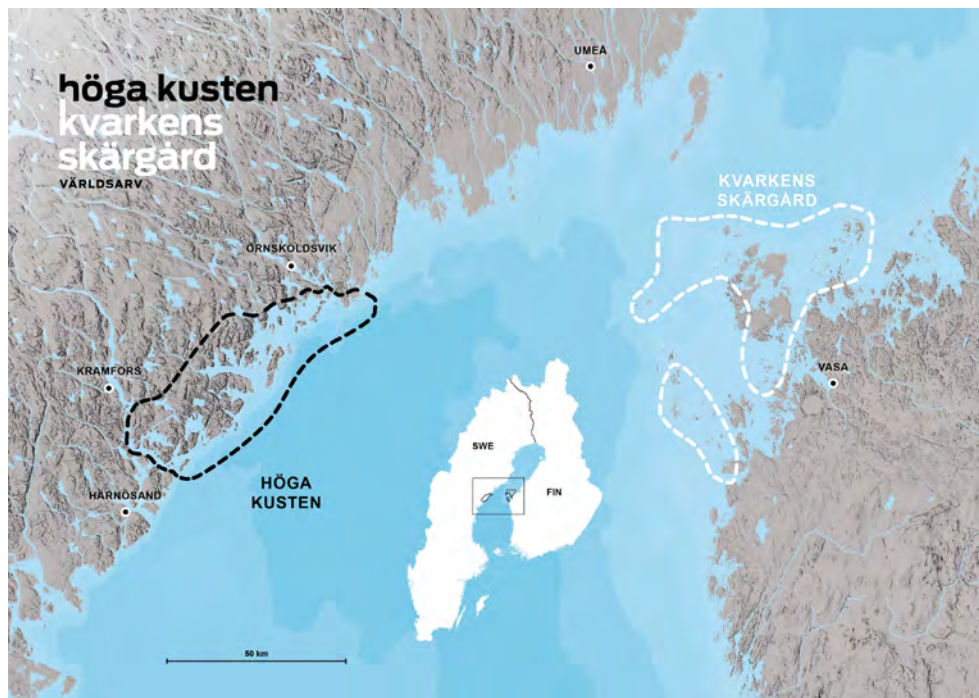 höga kusten
kvarkens
skärgård
VÄRLDSARV
UMEÅ
KVARKENS
SKÄRGÅRD
ÖRNSKÖLDSVIK
KRAMFORS
VASA
HÄRNÖSAND
HÖGA
KUSTEN
SWE
FIN
50 km